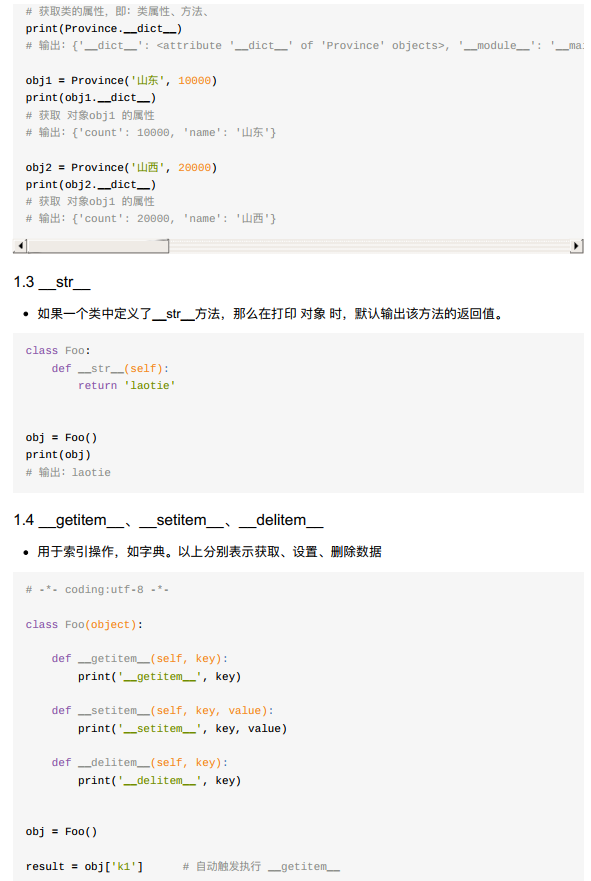 # 获取类的属性，即：类属性、方法、
print(Province.__dict__)
# 输出：{'__dict__': <attribute '__dict__' of 'Province' objects>, '__module__': '__mai
obj1 = Province('山东', 10000)
print(obj1.__dict__)
# 获取 对象obj1 的属性
# 输出：{'count': 10000, 'name': '山东'}
obj2 = Province('山西', 20000)
print(obj2.__dict__)
# 获取 对象obj1 的属性
# 输出：{'count': 20000, 'name': '山西'}
1.3 __str__
• 如果一个类中定义了__str__方法，那么在打印 对象 时，默认输出该方法的返回值。
class Foo:
    def __str__(self):
        return 'laotie'
obj = Foo()
print(obj)
# 输出：laotie
1.4 __getitem__、__setitem__、__delitem__
• 用于索引操作，如字典。以上分别表示获取、设置、删除数据
# -*- coding:utf-8 -*-
class Foo(object):
    def __getitem__(self, key):
        print('__getitem__', key)
    def __setitem__(self, key, value):
        print('__setitem__', key, value)
    def __delitem__(self, key):
        print('__delitem__', key)
obj = Foo()
result = obj['k1']      # 自动触发执行 __getitem__